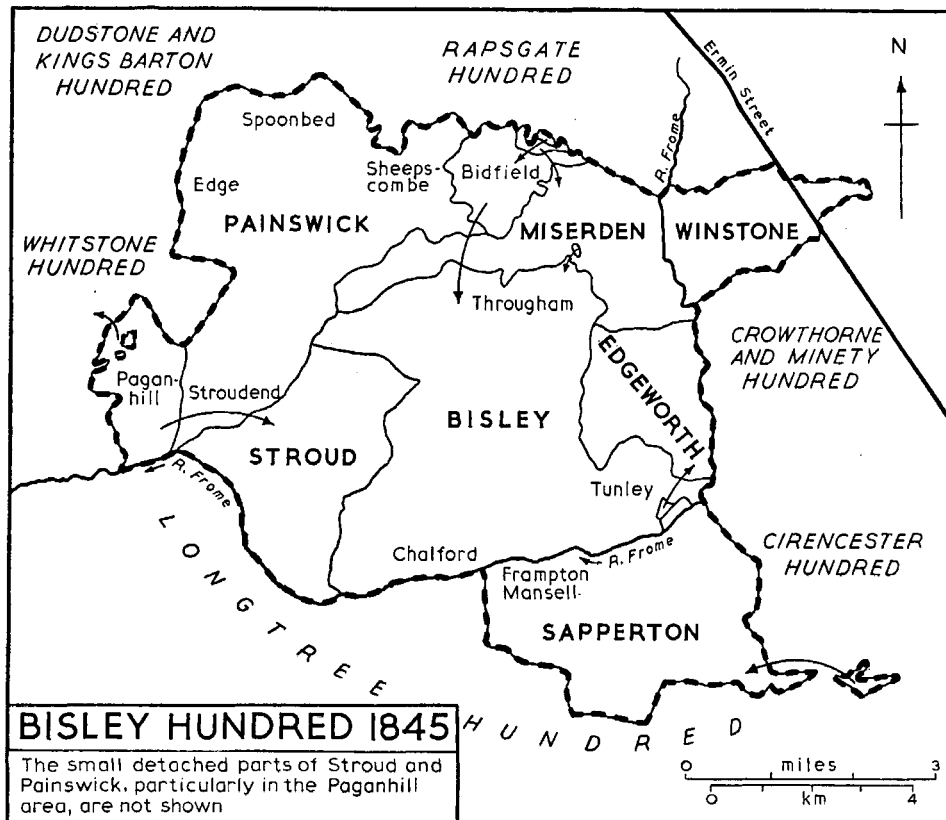 DUDSTONE AND
KINGS BARTON
HUNDRED
RAPSGATE
HUNDRED
Ermin Street
N
Spoonbed
R. Frome
Sheeps-
combe
Bidfield
Edge
PAINSWICK
MISERDEN
WINSTONE
WHITSTONE
HUNDRED
Througham
CROWTHORNE
AND MINETY
HUNDRED
EDGEWORTH
Pagan-
hill
Stroudend
BISLEY
STROUD
R. Frome
Tunley
Chalford
R. Frome
Frampton
Mansell
CIRENCESTER
HUNDRED
SAPPERTON
LONGTREE HUNDRED
BISLEY HUNDRED 1845
The small detached parts of Stroud and
Painswick, particularly in the Paganhill
area, are not shown
0 miles 3
0 km 4